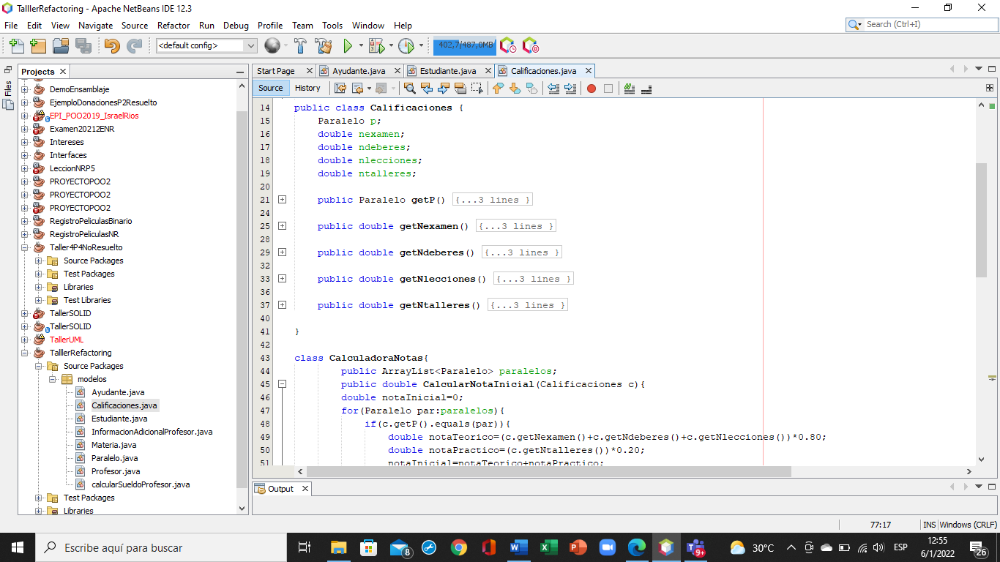 TalllerRefactoring - Apache NetBeans IDE 12.3
File Edit View Navigate Source Refactor Run Debug Profile Team Tools Window Help
Search (Ctrl+I)
<default config>
402,7/487,0MB
Files
Projects
DemoEnsamblaje
EjemploDonacionesP2Resuelto
EPI_POO2019_IsraelRios
Examen20212ENR
Intereses
Interfaces
LeccionNRP5
PROYECTOPOO2
PROYECTOPOO2
PROYECTOPOO2
RegistroPeliculasBinario
RegistroPeliculasNR
Taller4P4NoResuelto
Source Packages
Test Packages
Libraries
Test Libraries
TallerSOLID
TallerSOLID
TallerUML
TalllerRefactoring
Source Packages
modelos
Ayudante.java
Calificaciones.java
Estudiante.java
InformacionAdicionalProfesor.java
Materia.java
Paralelo.java
Profesor.java
calcularSueldoProfesor.java
Test Packages
Libraries
Start Page Ayudante.java Estudiante.java Calificaciones.java
Source History
14 public class Calificaciones {
15 Paralelo p;
16 double nexamen;
17 double ndeberes;
18 double nlecciones;
19 double ntalleres;
20
21 public Paralelo getP() {...3 lines }
24
25 public double getNexamen() {...3 lines }
28
29 public double getNdeberes() {...3 lines }
32
33 public double getNlecciones() {...3 lines }
36
37 public double getNtalleres() {...3 lines }
40
41 }
42
43 class CalculadoraNotas{
44 public ArrayList<Paralelo> paralelos;
45 public double CalcularNotaInicial(Calificaciones c){
46 double notaInicial=0;
47 for(Paralelo par:paralelos){
48 if(c.getP().equals(par)){
49 double notaTeorico=(c.getNexamen()+c.getNdeberes()+c.getNlecciones())*0.80;
50 double notaPractico=(c.getNtalleres())*0.20;
51 notaInicial=notaTeorico+notaPractico;
Output
77:17 INS Windows (CRLF)
Escribe aquí para buscar
8
9+
30°C
ESP
12:55
6/1/2022
26